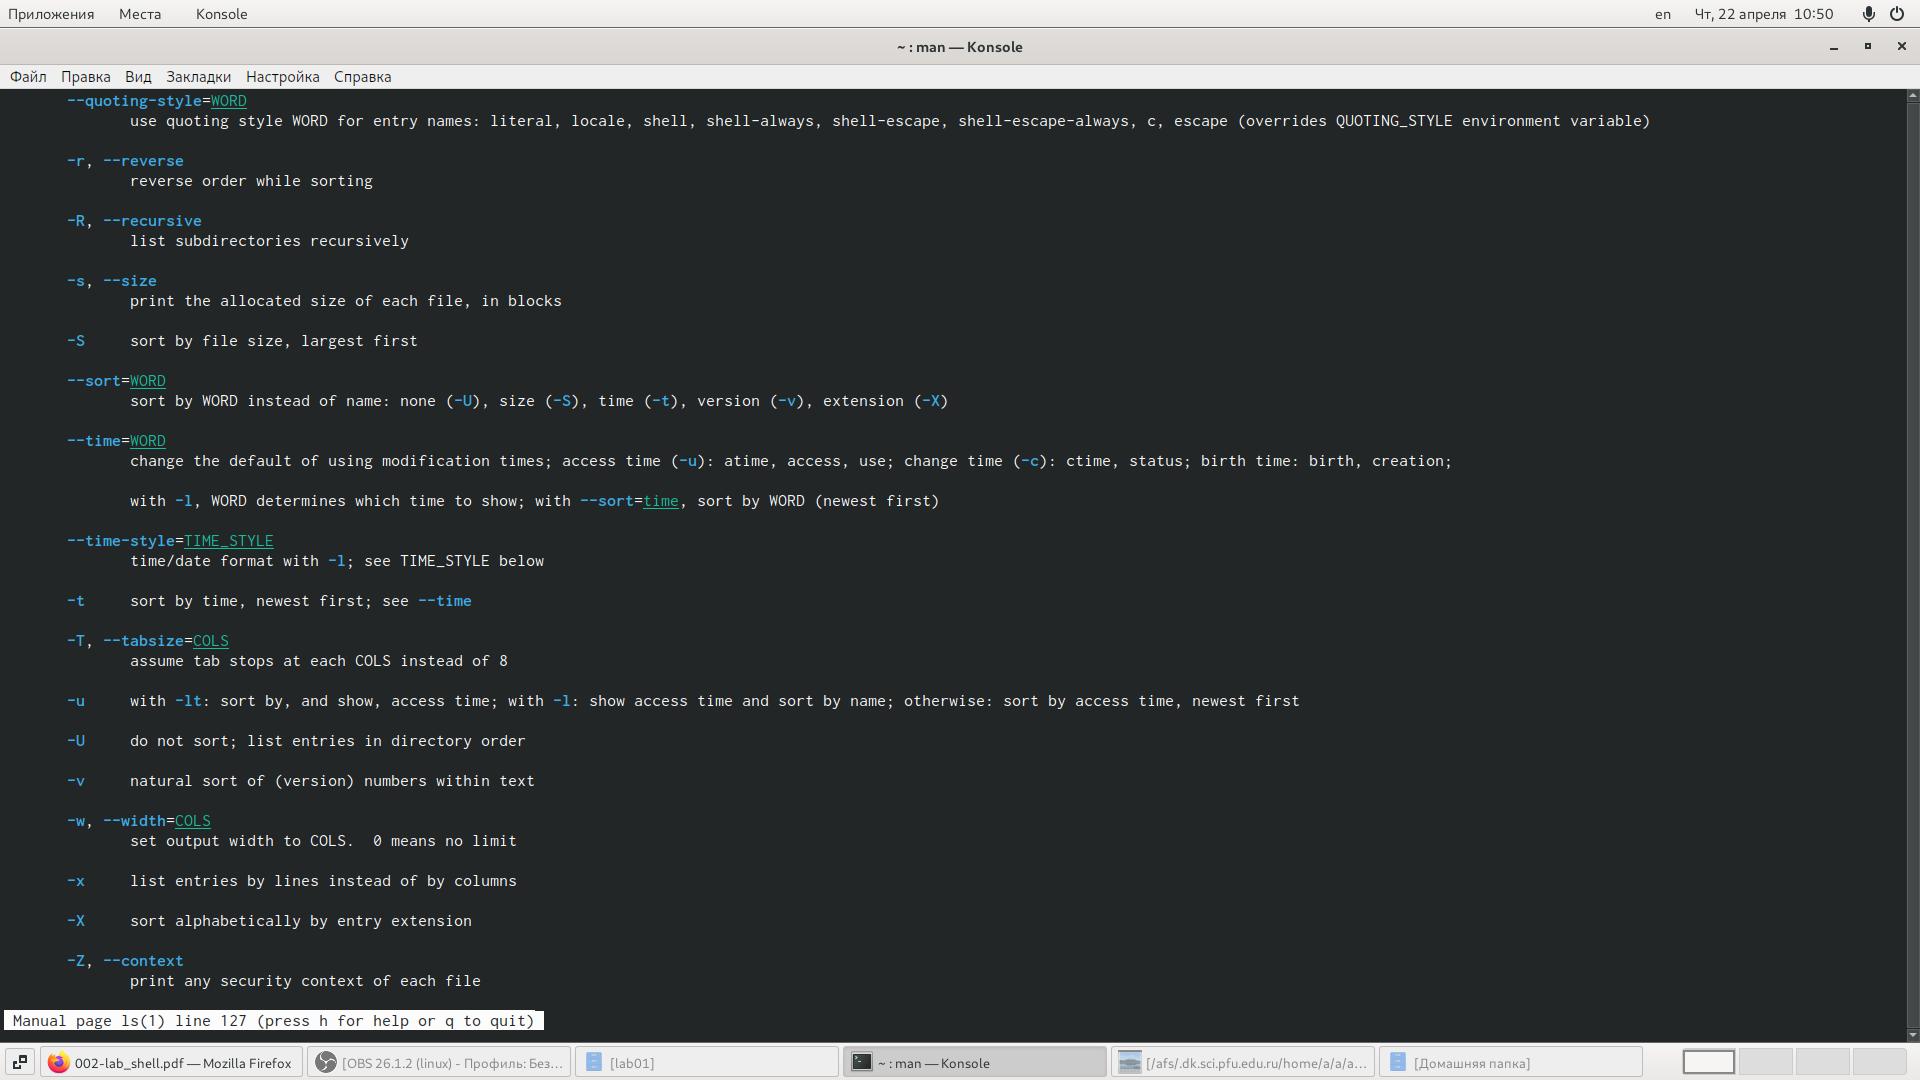 Приложения Места Konsole en Чт, 22 апреля 10:50
~ : man — Konsole
Файл Правка Вид Закладки Настройка Справка
--quoting-style=WORD
use quoting style WORD for entry names: literal, locale, shell, shell-always, shell-escape, shell-escape-always, c, escape (overrides QUOTING_STYLE environment variable)
-r, --reverse
reverse order while sorting
-R, --recursive
list subdirectories recursively
-s, --size
print the allocated size of each file, in blocks
-S sort by file size, largest first
--sort=WORD
sort by WORD instead of name: none (-U), size (-S), time (-t), version (-v), extension (-X)
--time=WORD
change the default of using modification times; access time (-u): atime, access, use; change time (-c): ctime, status; birth time: birth, creation;
with -l, WORD determines which time to show; with --sort=time, sort by WORD (newest first)
--time-style=TIME_STYLE
time/date format with -l; see TIME_STYLE below
-t sort by time, newest first; see --time
-T, --tabsize=COLS
assume tab stops at each COLS instead of 8
-u with -lt: sort by, and show, access time; with -l: show access time and sort by name; otherwise: sort by access time, newest first
-U do not sort; list entries in directory order
-v natural sort of (version) numbers within text
-w, --width=COLS
set output width to COLS.  0 means no limit
-x list entries by lines instead of by columns
-X sort alphabetically by entry extension
-Z, --context
print any security context of each file
Manual page ls(1) line 127 (press h for help or q to quit)
002-lab_shell.pdf — Mozilla Firefox [OBS 26.1.2 (linux) - Профиль: Без… [lab01] ~ : man — Konsole [/afs/.dk.sci.pfu.edu.ru/home/a/a/a… [Домашняя папка]